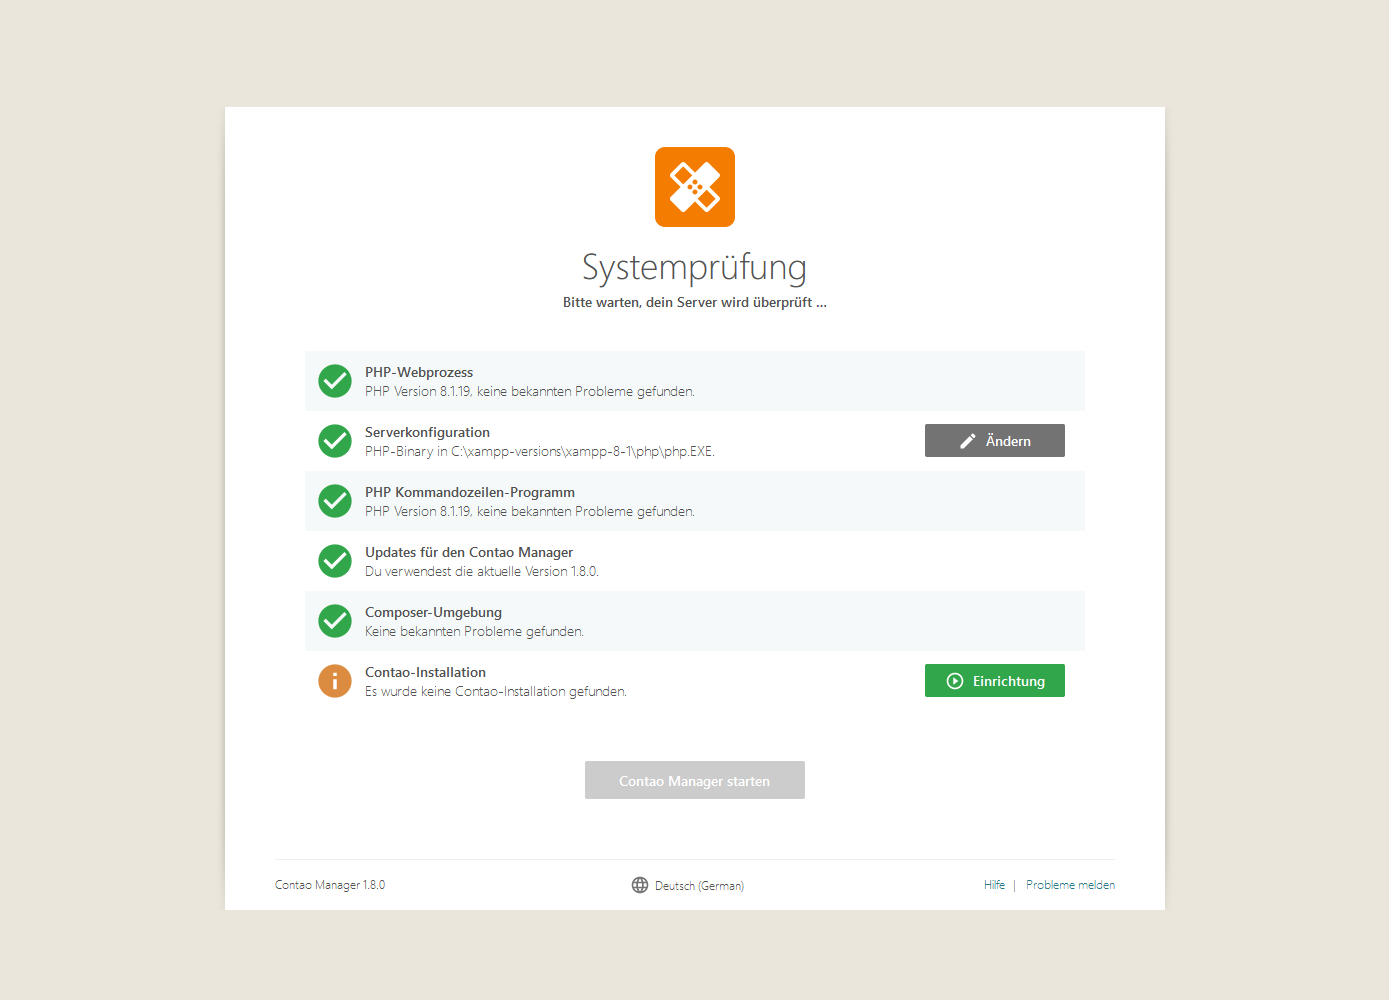 Systemprüfung
Bitte warten, dein Server wird überprüft ...
PHP-Webprozess
PHP Version 8.1.19, keine bekannten Probleme gefunden.
Serverkonfiguration
PHP-Binary in C:\xampp-versions\xampp-8-1\php\php.EXE.
Ändern
PHP Kommandozeilen-Programm
PHP Version 8.1.19, keine bekannten Probleme gefunden.
Updates für den Contao Manager
Du verwendest die aktuelle Version 1.8.0.
Composer-Umgebung
Keine bekannten Probleme gefunden.
Contao-Installation
Es wurde keine Contao-Installation gefunden.
Einrichtung
Contao Manager starten
Contao Manager 1.8.0
Deutsch (German)
Hilfe | Probleme melden